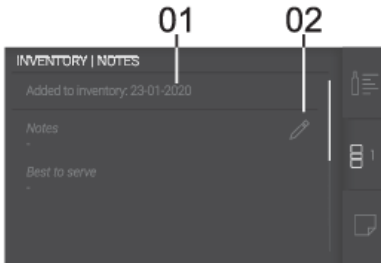 01 02
INVENTORY | NOTES
Added to inventory: 23-01-2020
Notes
-
Best to serve
-
1